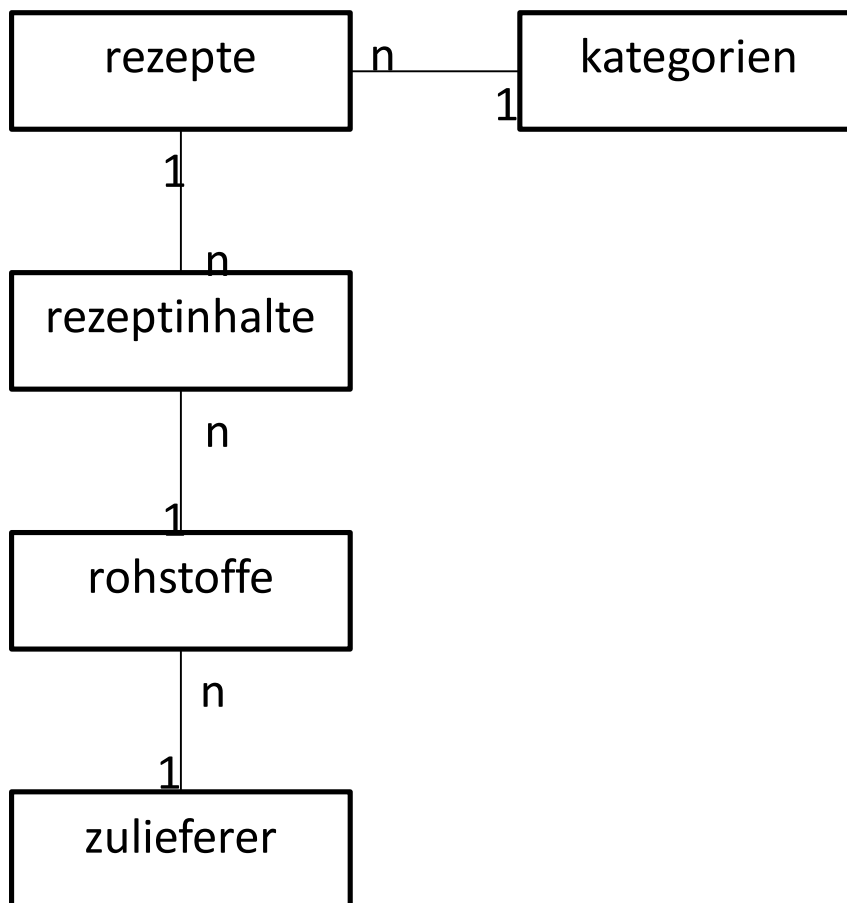 rezepte
n
kategorien
1
1
n
rezeptinhalte
n
1
rohstoffe
n
1
zulieferer